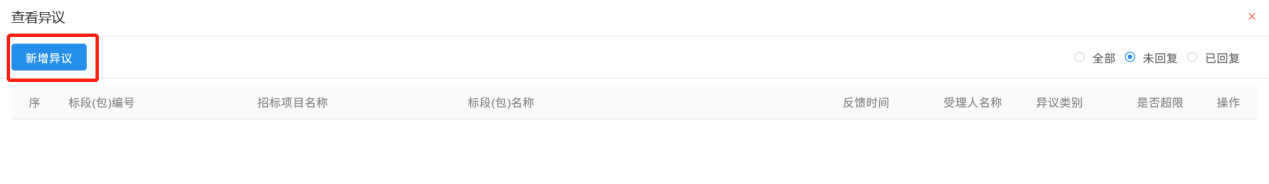 查看异议 ×
新增异议 全部 未回复 已回复
序 标段(包)编号 招标项目名称 标段(包)名称 反馈时间 受理人名称 异议类别 是否超限 操作